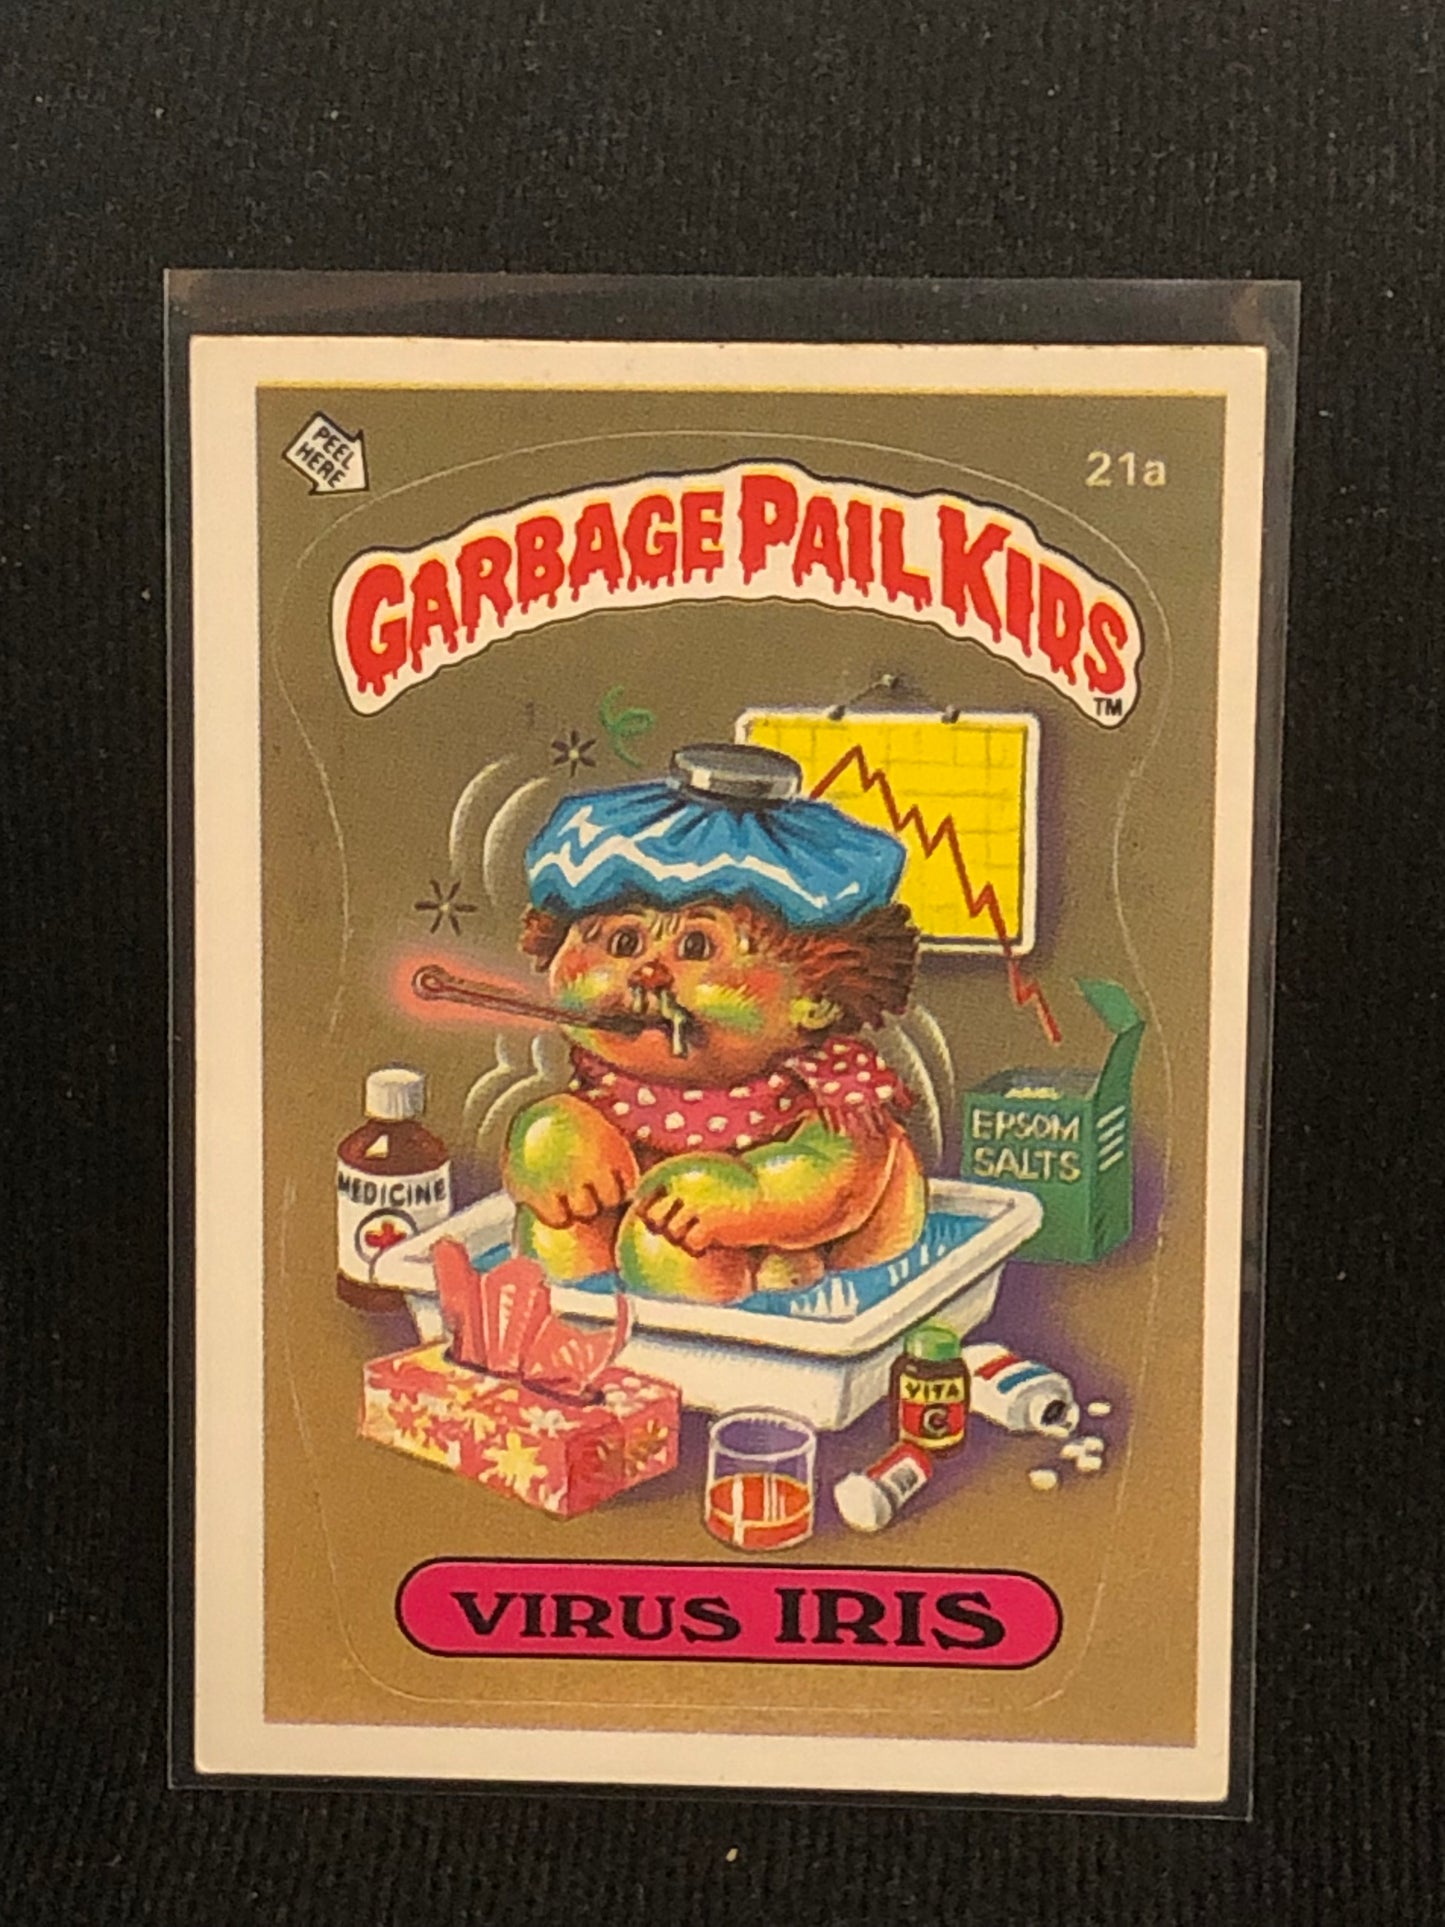 PEEL
HERE
21a
GARBAGE PAIL KIDS
TM
EPSOM
SALTS
MEDICINE
VITA
C
VIRUS IRIS